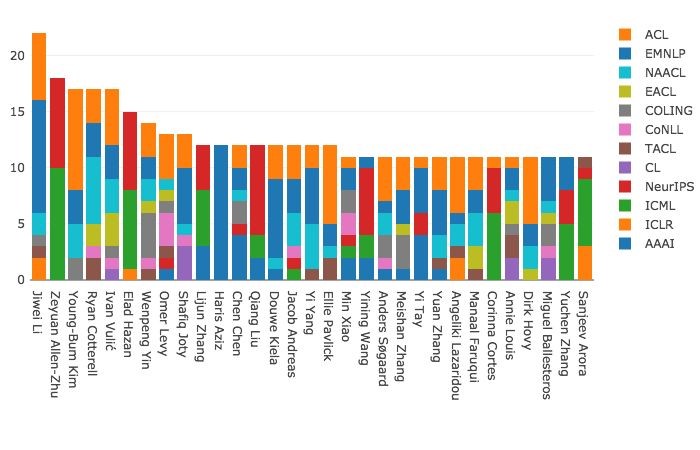 20
15
10
5
0
ACL
EMNLP
NAACL
EACL
COLING
CoNLL
TACL
CL
NeurIPS
ICML
ICLR
AAAI
Jiwei Li
Zeyuan Allen-Zhu
Young-Bum Kim
Ryan Cotterell
Ivan Vulić
Elad Hazan
Wenpeng Yin
Omer Levy
Shafiq Joty
Lijun Zhang
Haris Aziz
Chen Chen
Qiang Liu
Douwe Kiela
Jacob Andreas
Yi Yang
Ellie Pavlick
Min Xiao
Yining Wang
Anders Søgaard
Meishan Zhang
Yi Tay
Yuan Zhang
Angeliki Lazaridou
Manaal Faruqui
Corinna Cortes
Annie Louis
Dirk Hovy
Miguel Ballesteros
Yuchen Zhang
Sanjeev Arora